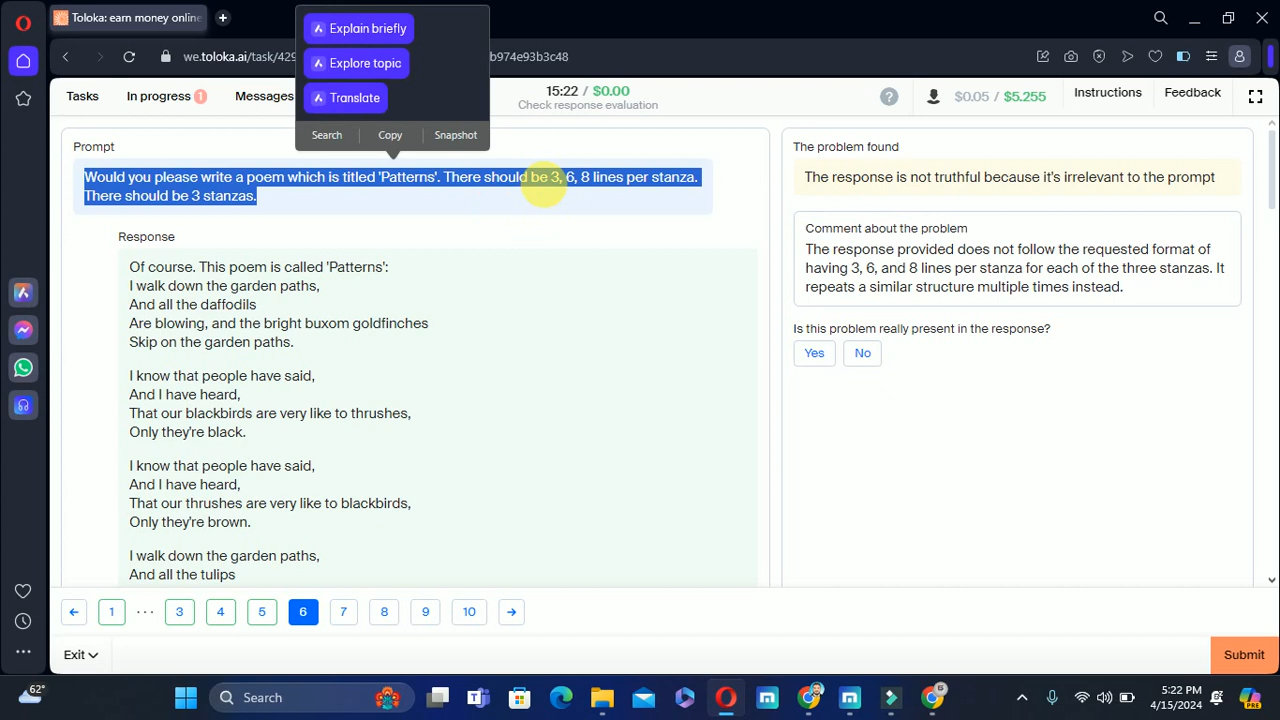 Toloka: earn money online
Explain briefly
Explore topic
Translate
Search
Copy
Snapshot
we.toloka.ai/task/429
b974e93b3c48
Tasks
In progress 1
Messages
15:22 / $0.00
Check response evaluation
$0.05 / $5.255
Instructions
Feedback
Prompt
Would you please write a poem which is titled 'Patterns'. There should be 3, 6, 8 lines per stanza.
There should be 3 stanzas.
Response
Of course. This poem is called 'Patterns':
I walk down the garden paths,
And all the daffodils
Are blowing, and the bright buxom goldfinches
Skip on the garden paths.
I know that people have said,
And I have heard,
That our blackbirds are very like to thrushes,
Only they're black.
I know that people have said,
And I have heard,
That our thrushes are very like to blackbirds,
Only they're brown.
I walk down the garden paths,
And all the tulips
The problem found
The response is not truthful because it's irrelevant to the prompt
Comment about the problem
The response provided does not follow the requested format of
having 3, 6, and 8 lines per stanza for each of the three stanzas. It
repeats a similar structure multiple times instead.
Is this problem really present in the response?
Yes
No
1 ··· 3 4 5 6 7 8 9 10
Exit
Submit
62°
Search
5
5:22 PM
4/15/2024
PRE